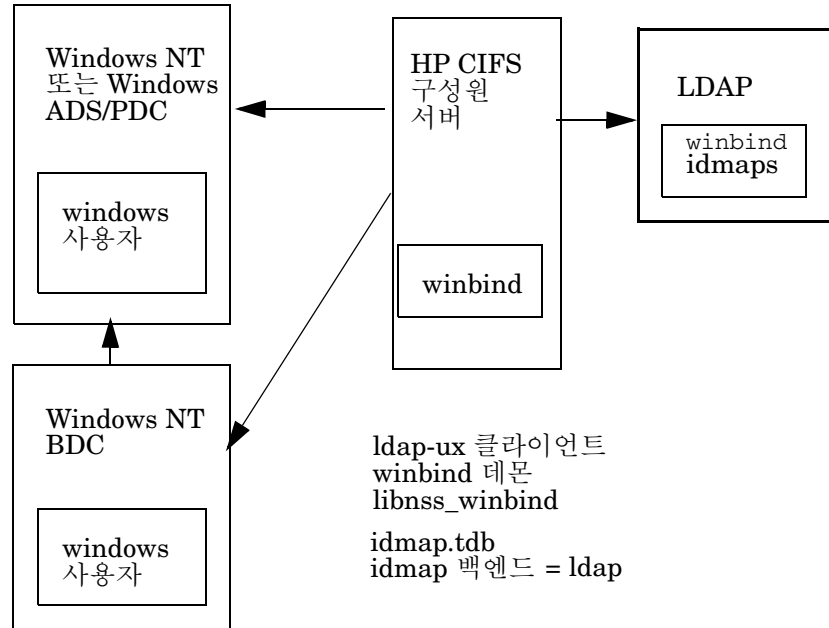 Windows NT
또는 Windows
ADS/PDC
windows
사용자
HP CIFS
구성원
서버
winbind
LDAP
winbind
idmaps
Windows NT
BDC
windows
사용자
ldap-ux 클라이언트
winbind 데몬
libnss_winbind
idmap.tdb
idmap 백엔드 = ldap